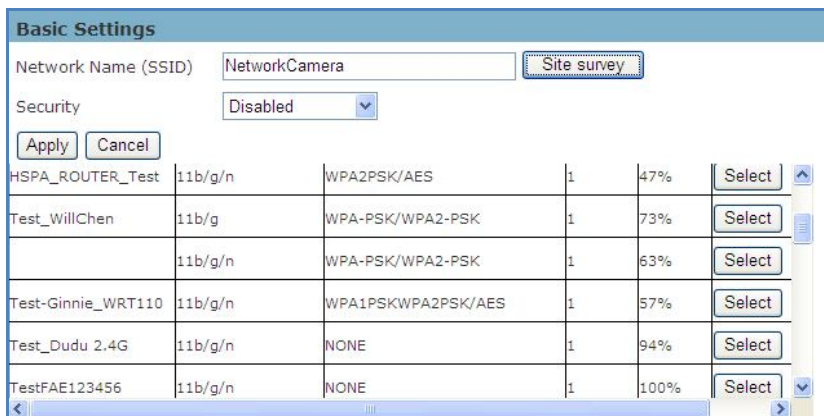 Basic Settings
Network Name (SSID) NetworkCamera Site survey
Security Disabled
Apply Cancel
HSPA_ROUTER_Test 11b/g/n WPA2PSK/AES 1 47% Select
Test_WillChen 11b/g WPA-PSK/WPA2-PSK 1 73% Select
11b/g/n WPA-PSK/WPA2-PSK 1 63% Select
Test-Ginnie_WRT110 11b/g/n WPA1PSKWPA2PSK/AES 1 57% Select
Test_Dudu 2.4G 11b/g/n NONE 1 94% Select
TestFAE123456 11b/g/n NONE 1 100% Select